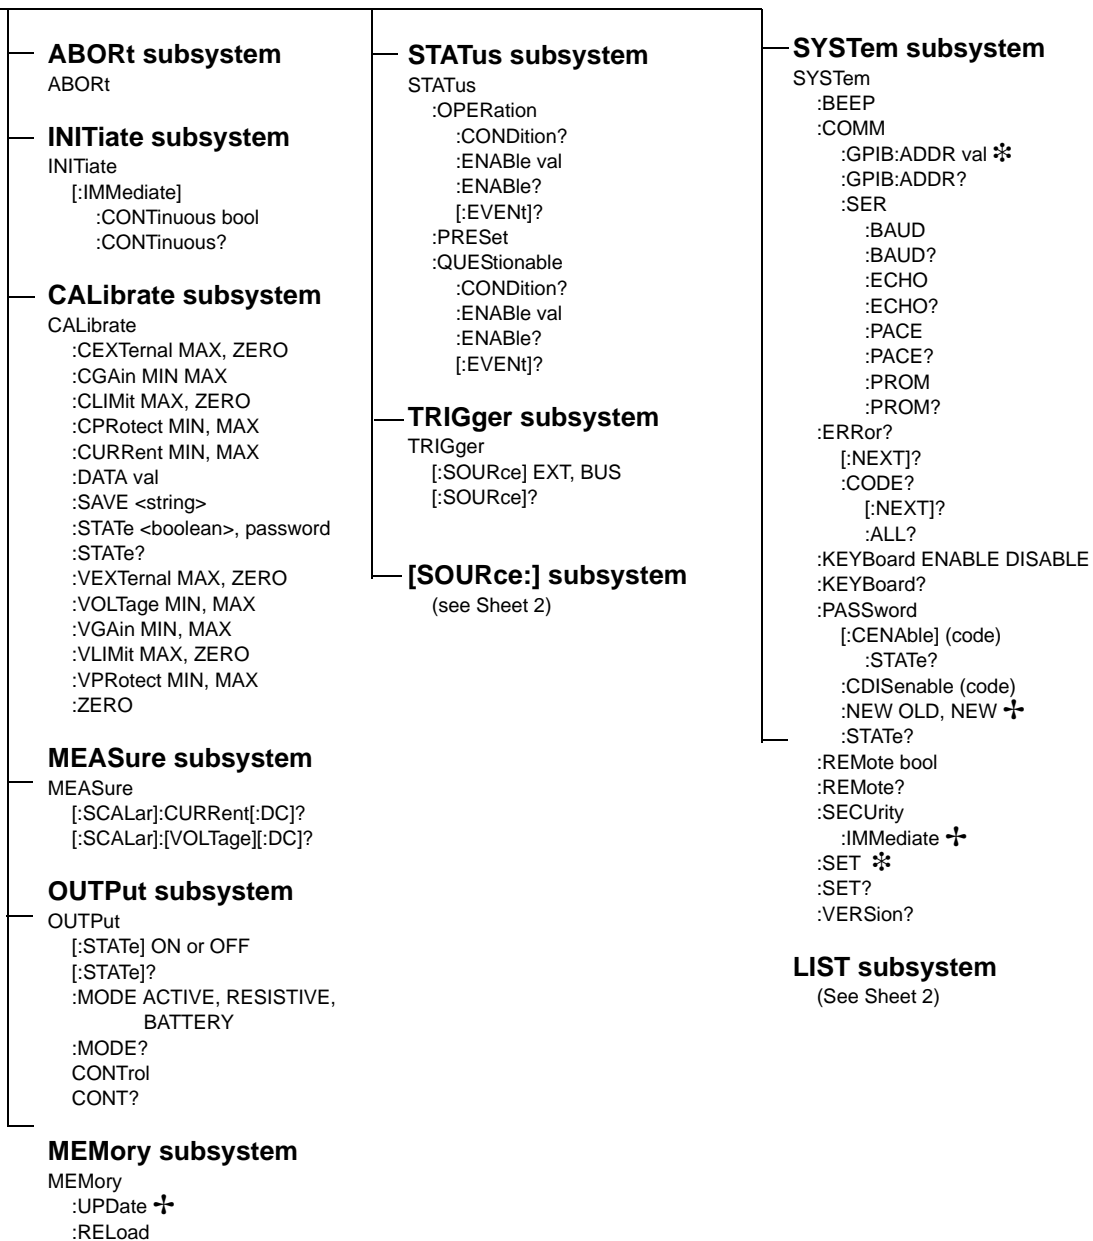 ABORt subsystem
ABORt
INITiate subsystem
INITiate
[:IMMediate]
:CONTinuous bool
:CONTinuous?
CALibrate subsystem
CALibrate
:CEXTernal MAX, ZERO
:CGAin MIN MAX
:CLIMit MAX, ZERO
:CPRotect MIN, MAX
:CURRent MIN, MAX
:DATA val
:SAVE <string>
:STATe <boolean>, password
:STATe?
:VEXTernal MAX, ZERO
:VOLTage MIN, MAX
:VGAin MIN, MAX
:VLIMit MAX, ZERO
:VPRotect MIN, MAX
:ZERO
MEASure subsystem
MEASure
[:SCALar]:CURRent[:DC]?
[:SCALar]:[VOLTage][:DC]?
OUTPut subsystem
OUTPut
[:STATe] ON or OFF
[:STATe]?
:MODE ACTIVE, RESISTIVE,
BATTERY
:MODE?
CONTrol
CONT?
MEMory subsystem
MEMory
:UPDate ✢
:RELoad
STATus subsystem
STATus
:OPERation
:CONDition?
:ENABle val
:ENABle?
[:EVENt]?
:PRESet
:QUEStionable
:CONDition?
:ENABle val
:ENABle?
[:EVENt]?
TRIGger subsystem
TRIGger
[:SOURce] EXT, BUS
[:SOURce]?
[SOURce:] subsystem
(see Sheet 2)
SYSTem subsystem
SYSTem
:BEEP
:COMM
:GPIB:ADDR val ✻
:GPIB:ADDR?
:SER
:BAUD
:BAUD?
:ECHO
:ECHO?
:PACE
:PACE?
:PROM
:PROM?
:ERRor?
[:NEXT]?
:CODE?
[:NEXT]?
:ALL?
:KEYBoard ENABLE DISABLE
:KEYBoard?
:PASSword
[:CENAble] (code)
:STATe?
:CDISenable (code)
:NEW OLD, NEW ✢
:STATe?
:REMote bool
:REMote?
:SECUrity
:IMMediate ✢
:SET ✻
:SET?
:VERSion?
LIST subsystem
(See Sheet 2)